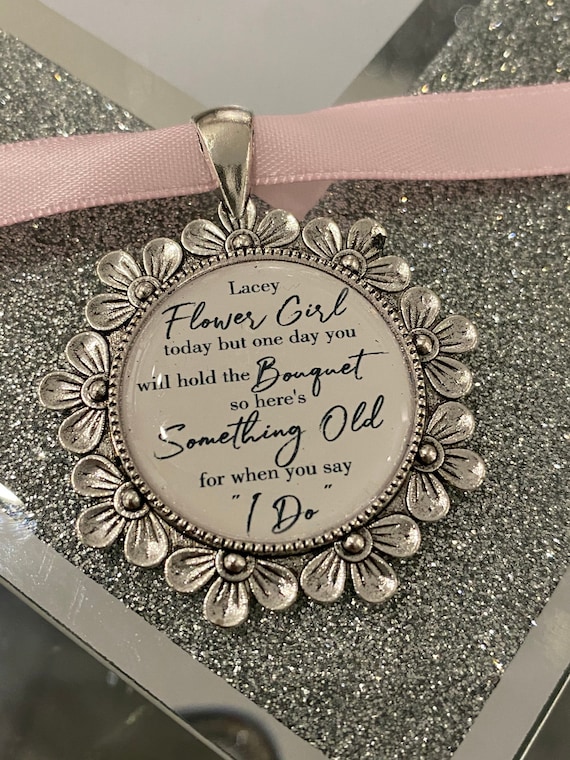 Lacey
Flower Girl
today but one day you
will hold the Bouquet
so here's
Something Old
for when you say
"I Do"